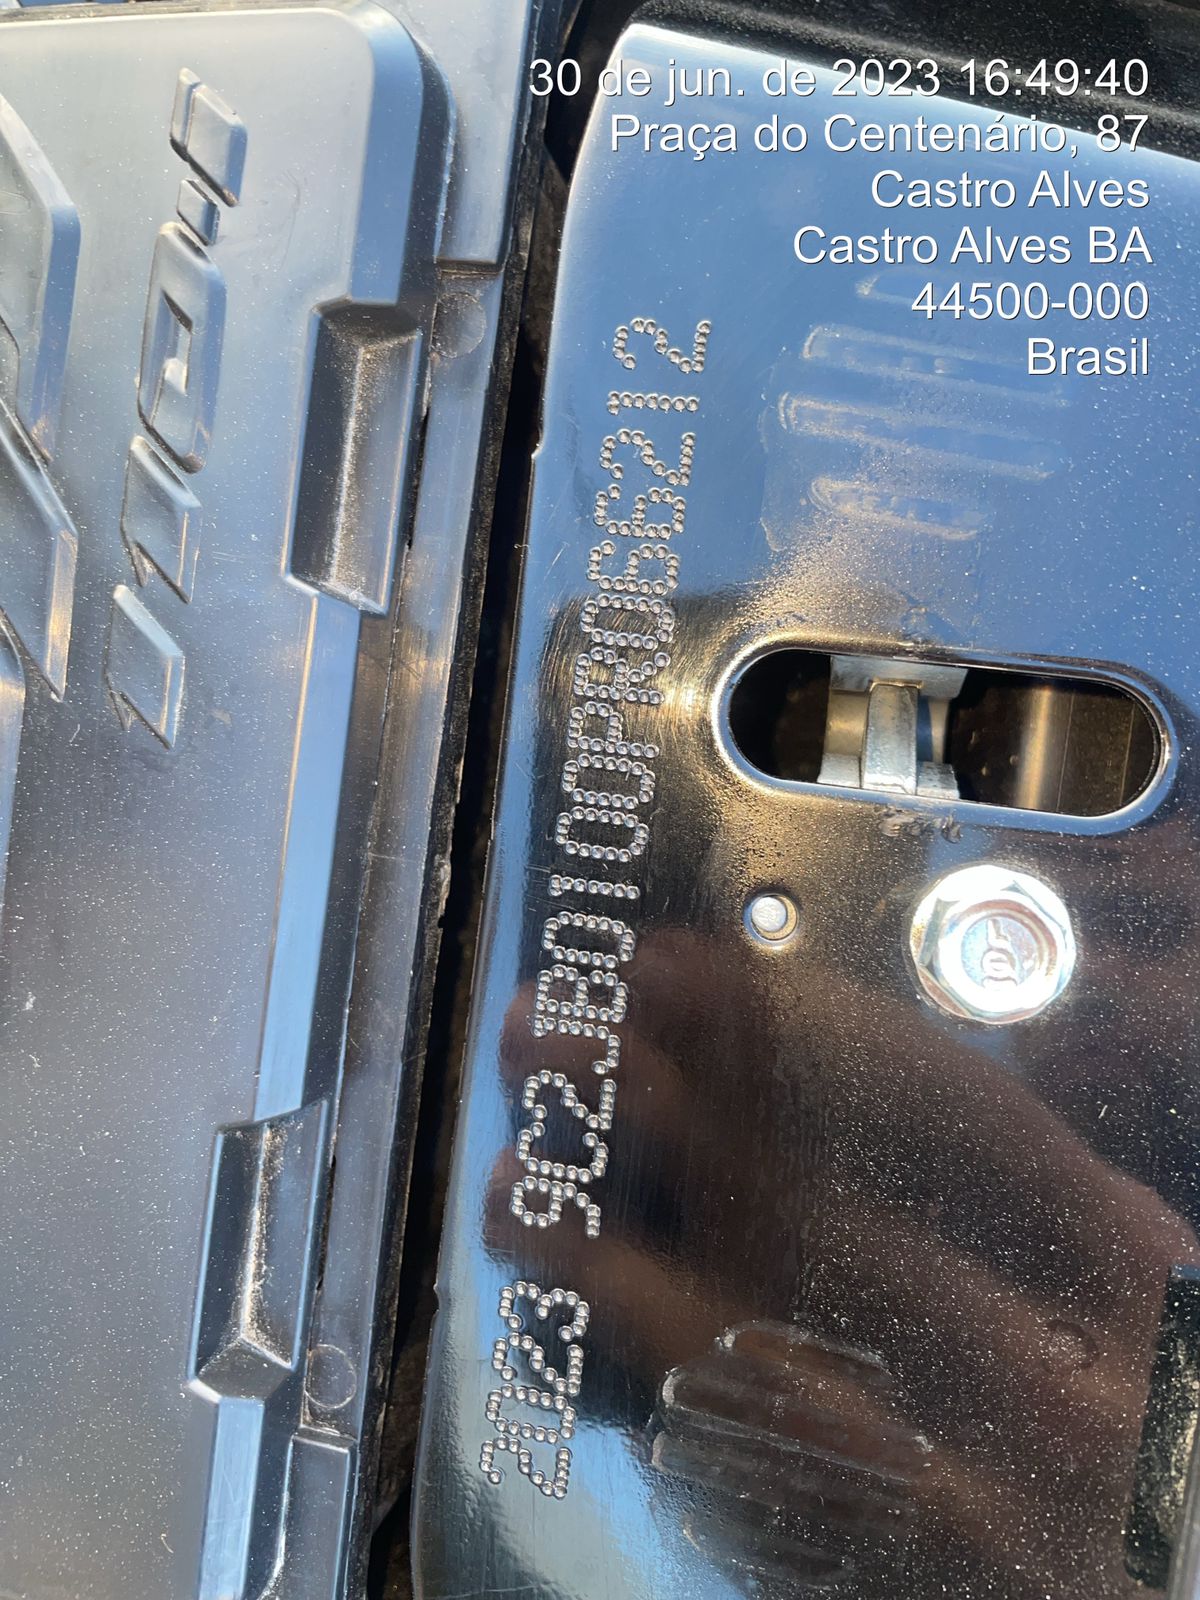 30 de jun. de 2023 16:49:40
Praça do Centenário, 87
Castro Alves
Castro Alves BA
44500-000
Brasil
2023 9C2JB0100PR066212